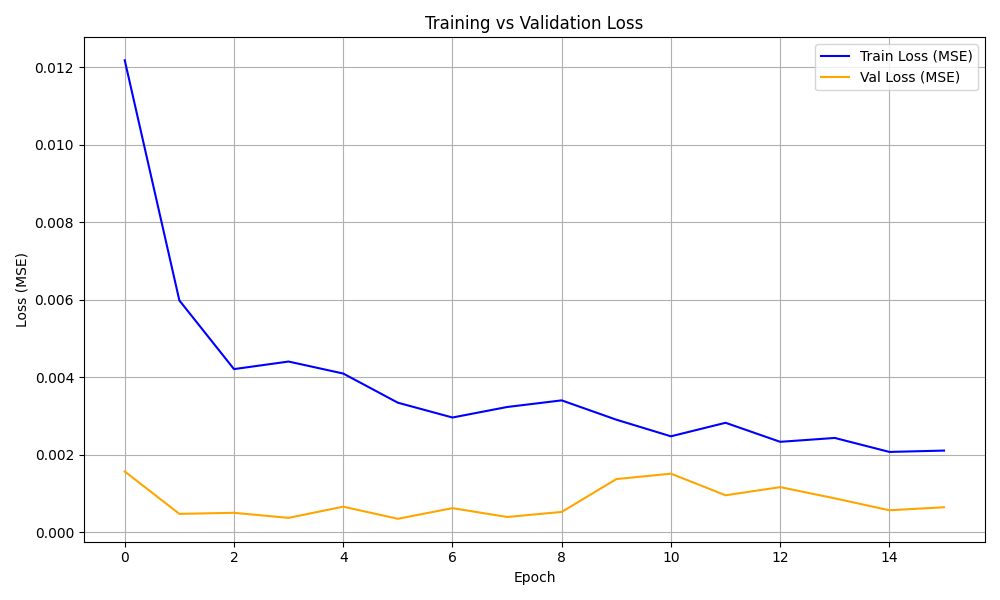 Training vs Validation Loss
Train Loss (MSE)
Val Loss (MSE)
0.012
0.010
0.008
0.006
0.004
0.002
0.000
Loss (MSE)
0 2 4 6 8 10 12 14
Epoch